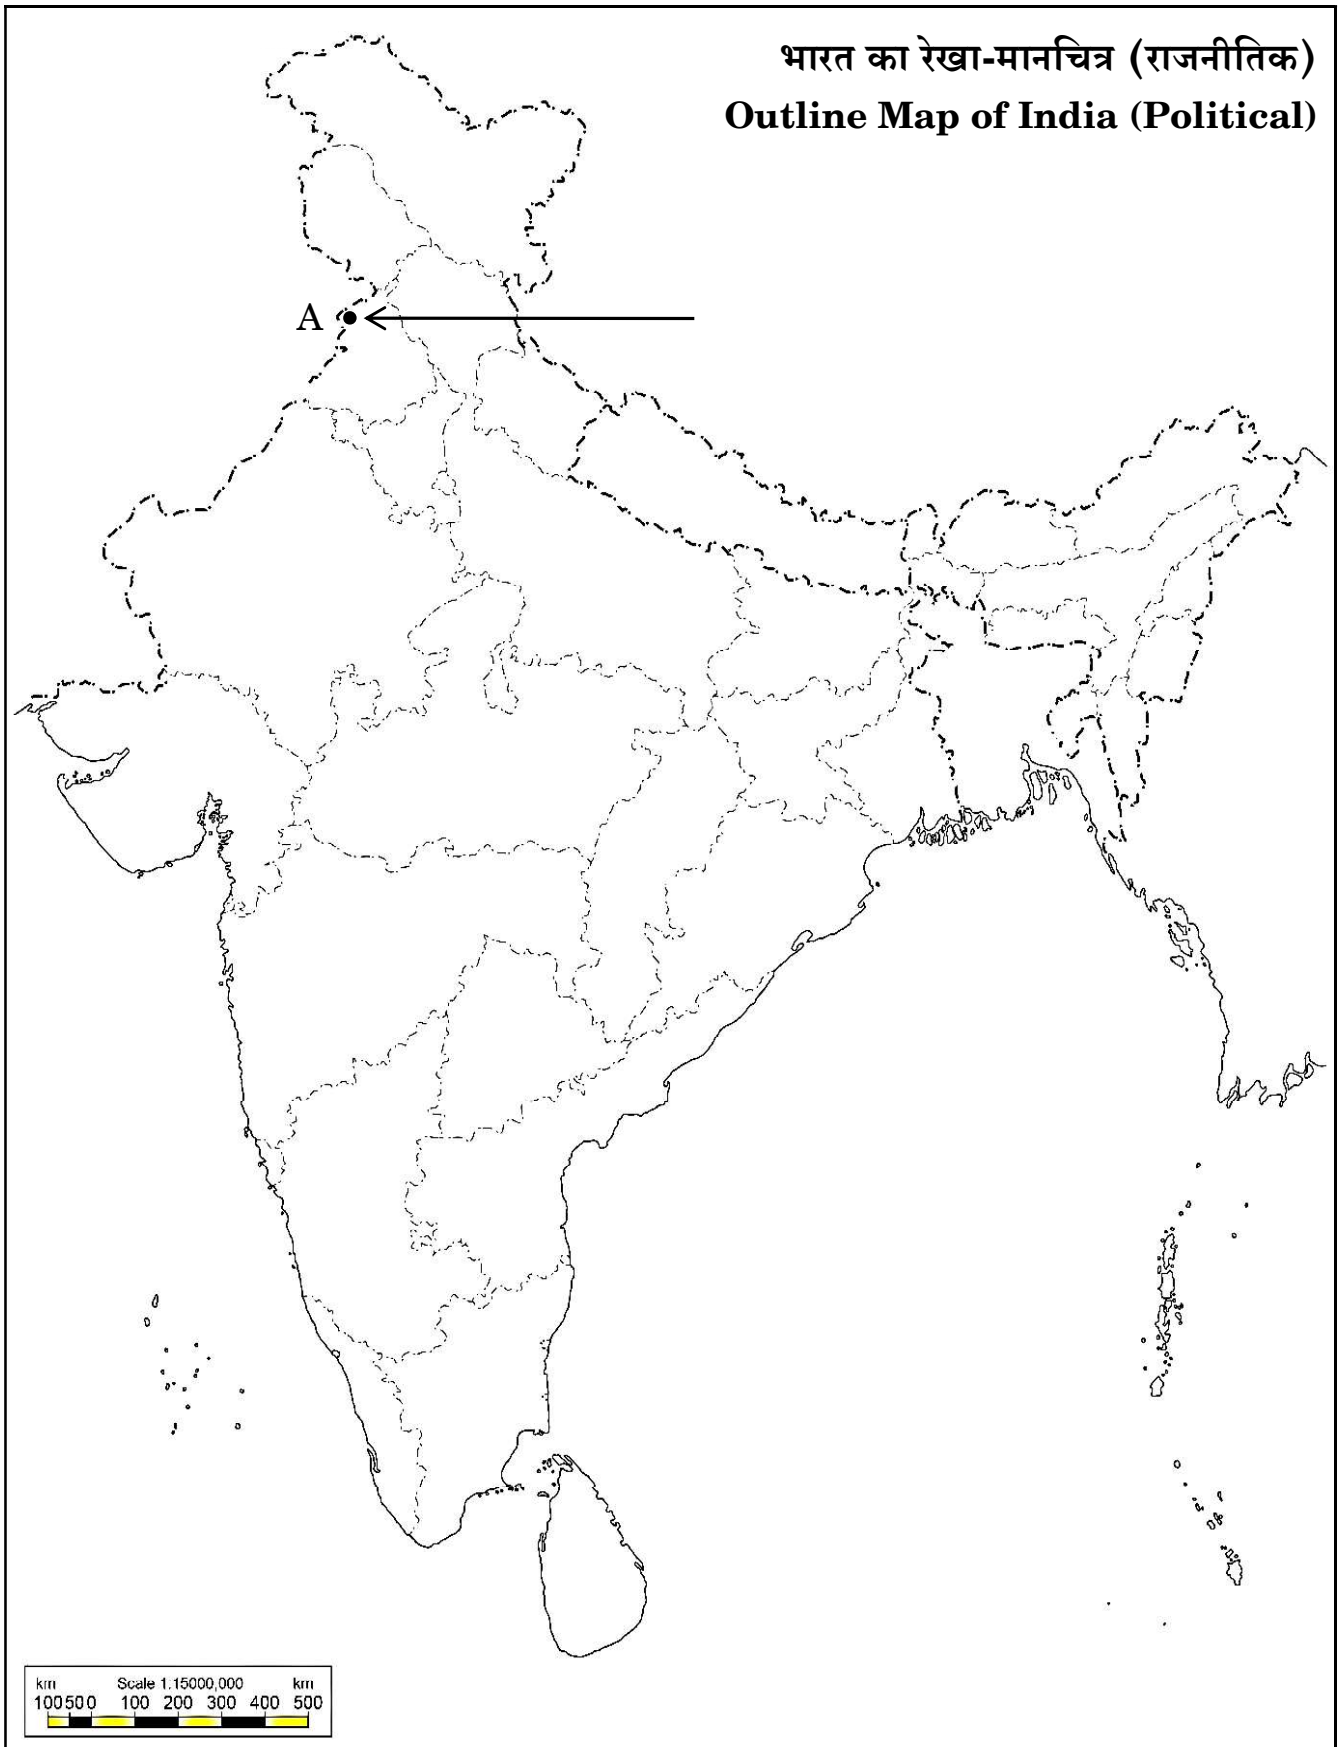 भारत का रेखा-मानचित्र (राजनीतिक)
Outline Map of India (Political)
A
km Scale 1:15000,000 km
100 50 0 100 200 300 400 500